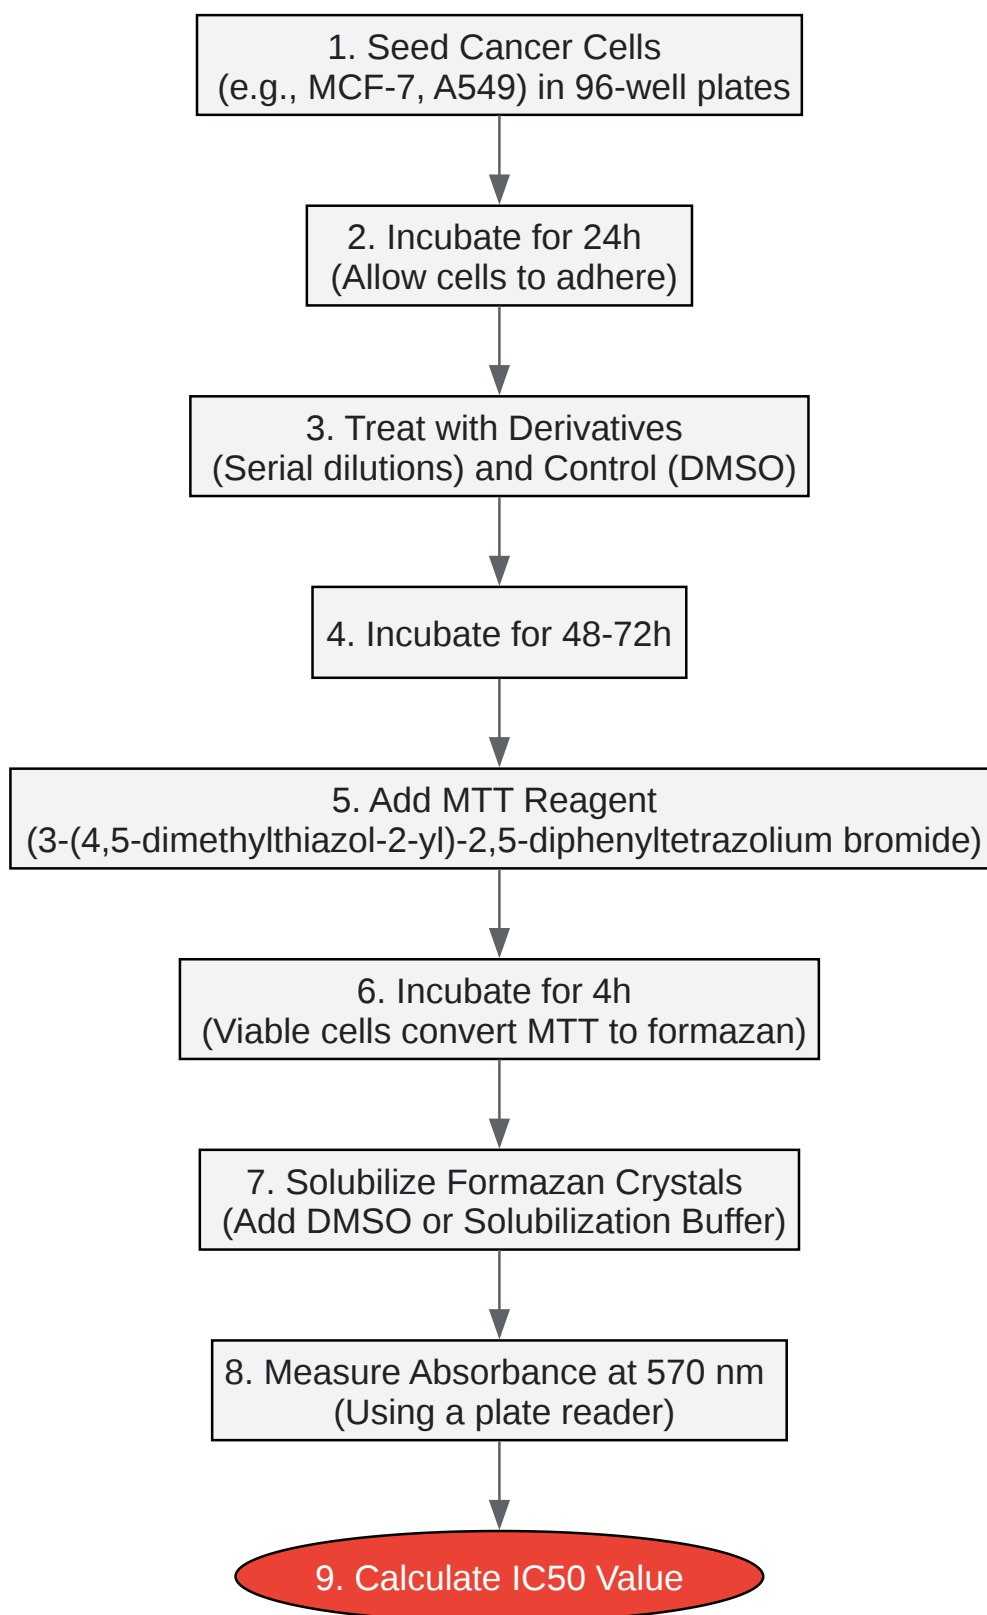 1. Seed Cancer Cells
(e.g., MCF-7, A549) in 96-well plates
2. Incubate for 24h
(Allow cells to adhere)
3. Treat with Derivatives
(Serial dilutions) and Control (DMSO)
4. Incubate for 48-72h
5. Add MTT Reagent
(3-(4,5-dimethylthiazol-2-yl)-2,5-diphenyltetrazolium bromide)
6. Incubate for 4h
(Viable cells convert MTT to formazan)
7. Solubilize Formazan Crystals
(Add DMSO or Solubilization Buffer)
8. Measure Absorbance at 570 nm
(Using a plate reader)
9. Calculate IC50 Value